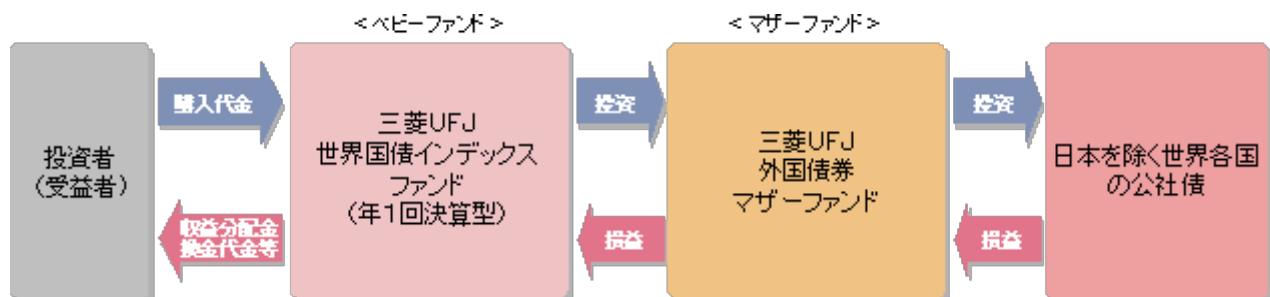 ＜ベビーファンド＞
＜マザーファンド＞
投資者
（受益者）
購入代金
収益分配金
換金代金等
三菱UFJ
世界国債インデックス
ファンド
（年１回決算型）
投資
損益
三菱UFJ
外国債券
マザーファンド
投資
損益
日本を除く世界各国
の公社債